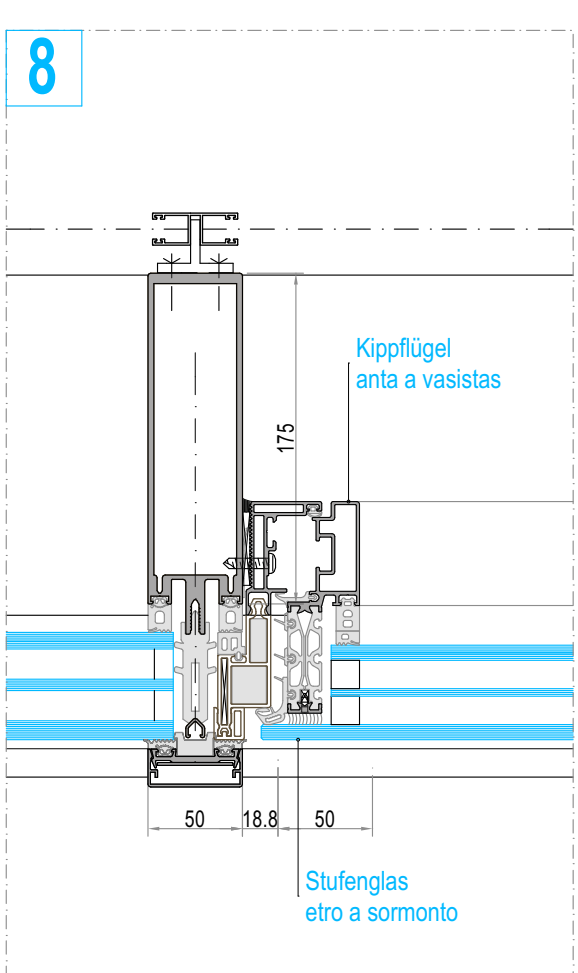 8
Kippflügel
anta a vasistas
175
50 18.8 50
Stufenglas
etro a sormonto